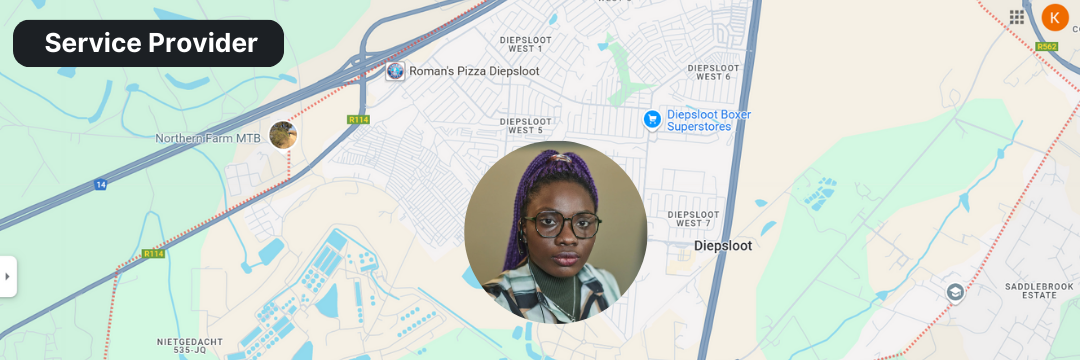 Service Provider
K
R562
DIEPSLOOT
WEST 1
Roman's Pizza Diepsloot
DIEPSLOOT
WEST 6
R114
DIEPSLOOT
WEST 5
Diepsloot Boxer
Superstores
Northern Farm MTB
14
DIEPSLOOT
WEST 7
Diepsloot
R114
SADDLEBROOK
ESTATE
NIETGEDACHT
535-JQ